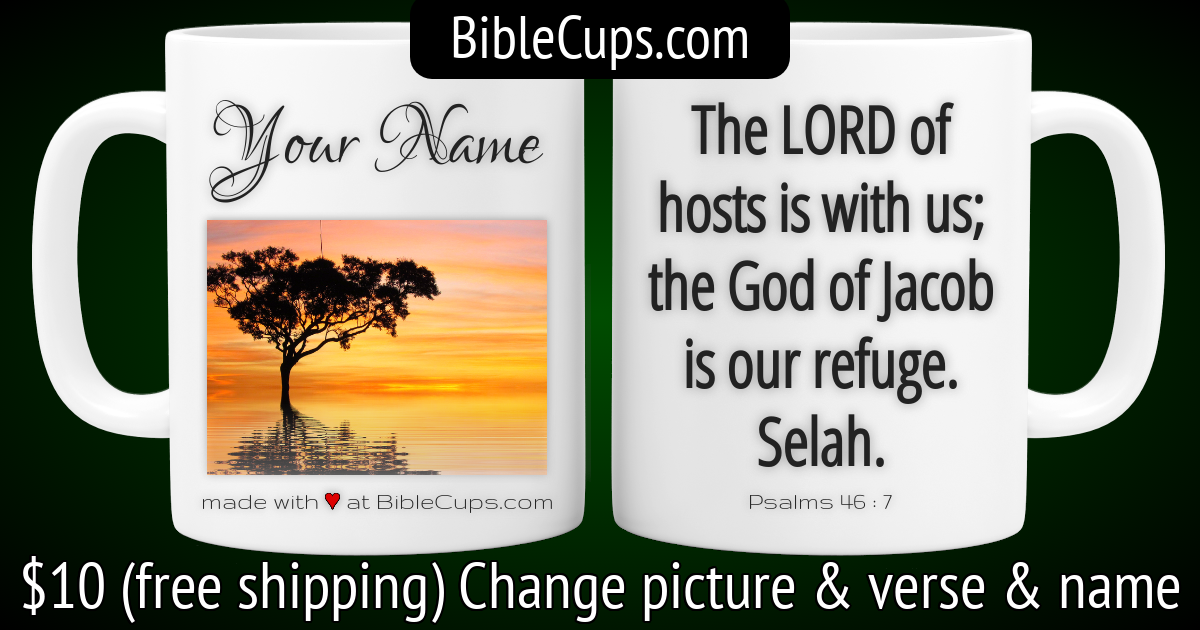 BibleCups.com
Your Name
made with ♥ at BibleCups.com
The LORD of
hosts is with us;
the God of Jacob
is our refuge.
Selah.
Psalms 46 : 7
$10 (free shipping) Change picture & verse & name